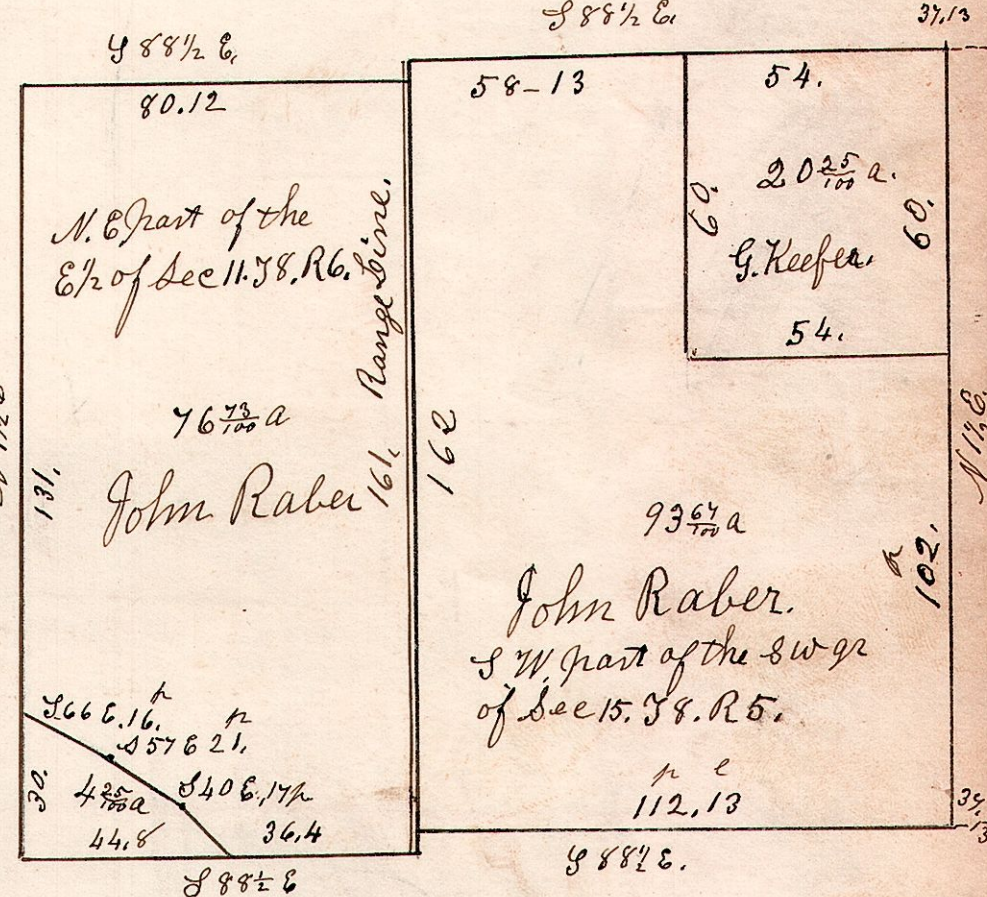 S 88½ E.
80.12
N. E part of the
E½ of Sec 11. T8. R6.
Range Line.
76 73/100 a
John Raber
161.
131.
S66 E. 16. p
S57 E 21. p
S40 E. 17 p
30.
4 25/100 a
44.8
36.4
S 88½ E
S 88½ E.
37.13
58-13
54.
20 25/100 a.
60.
60.
G. Keefer.
54.
162
N 1½ E.
93 67/100 a
p
102.
John Raber.
S W. part of the S W qr
of Sec 15. T8. R5.
p l
112,13
S 88½ E.